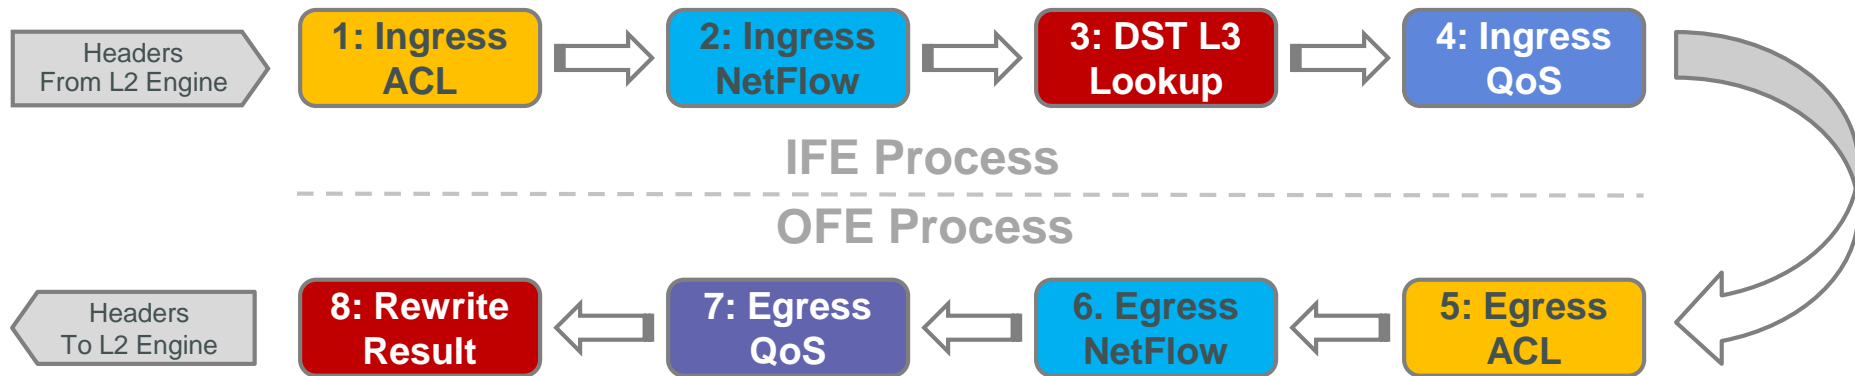 Headers
From L2 Engine
1: Ingress
ACL
2: Ingress
NetFlow
3: DST L3
Lookup
4: Ingress
QoS
IFE Process
OFE Process
5: Egress
ACL
6. Egress
NetFlow
7: Egress
QoS
8: Rewrite
Result
Headers
To L2 Engine